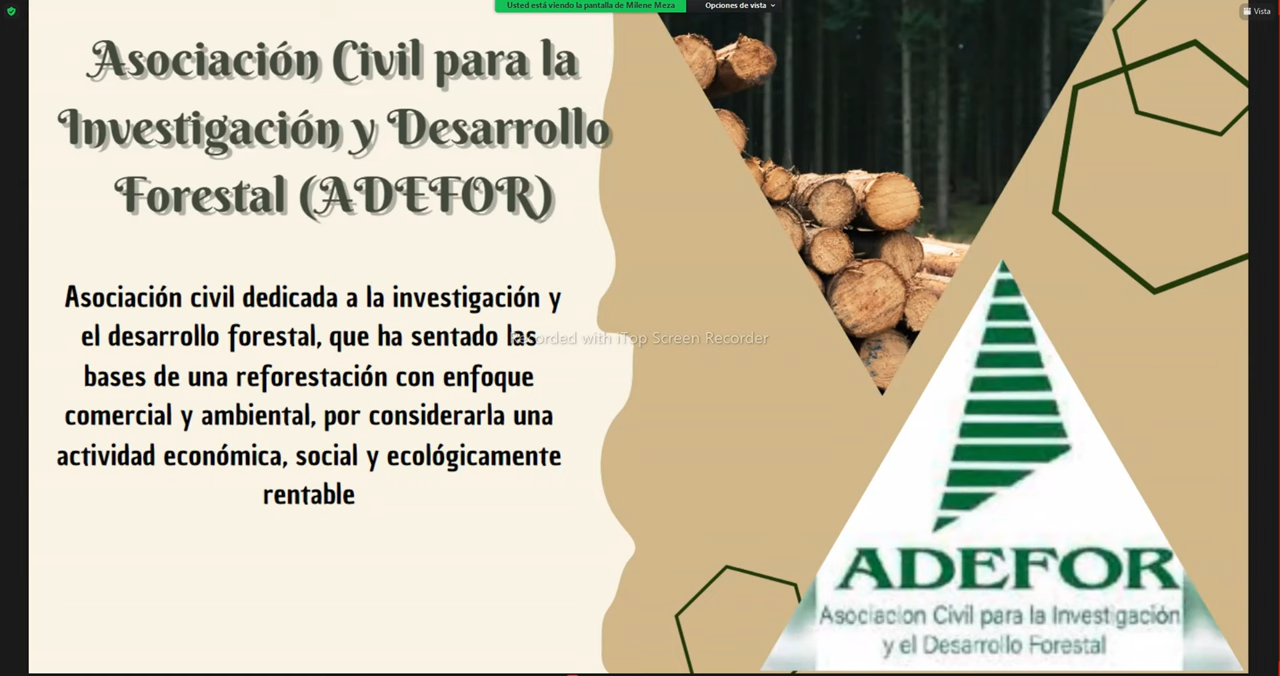 Usted está viendo la pantalla de Milene Meza
Opciones de vista
Vista
Asociación Civil para la
Investigación y Desarrollo
Forestal (ADEFOR)
Asociación civil dedicada a la investigación y
el desarrollo forestal, que ha sentado las
bases de una reforestación con enfoque
comercial y ambiental, por considerarla una
actividad económica, social y ecológicamente
rentable
Recorded with iTop Screen Recorder
ADEFOR
Asociacion Civil para la Investigación
y el Desarrollo Forestal